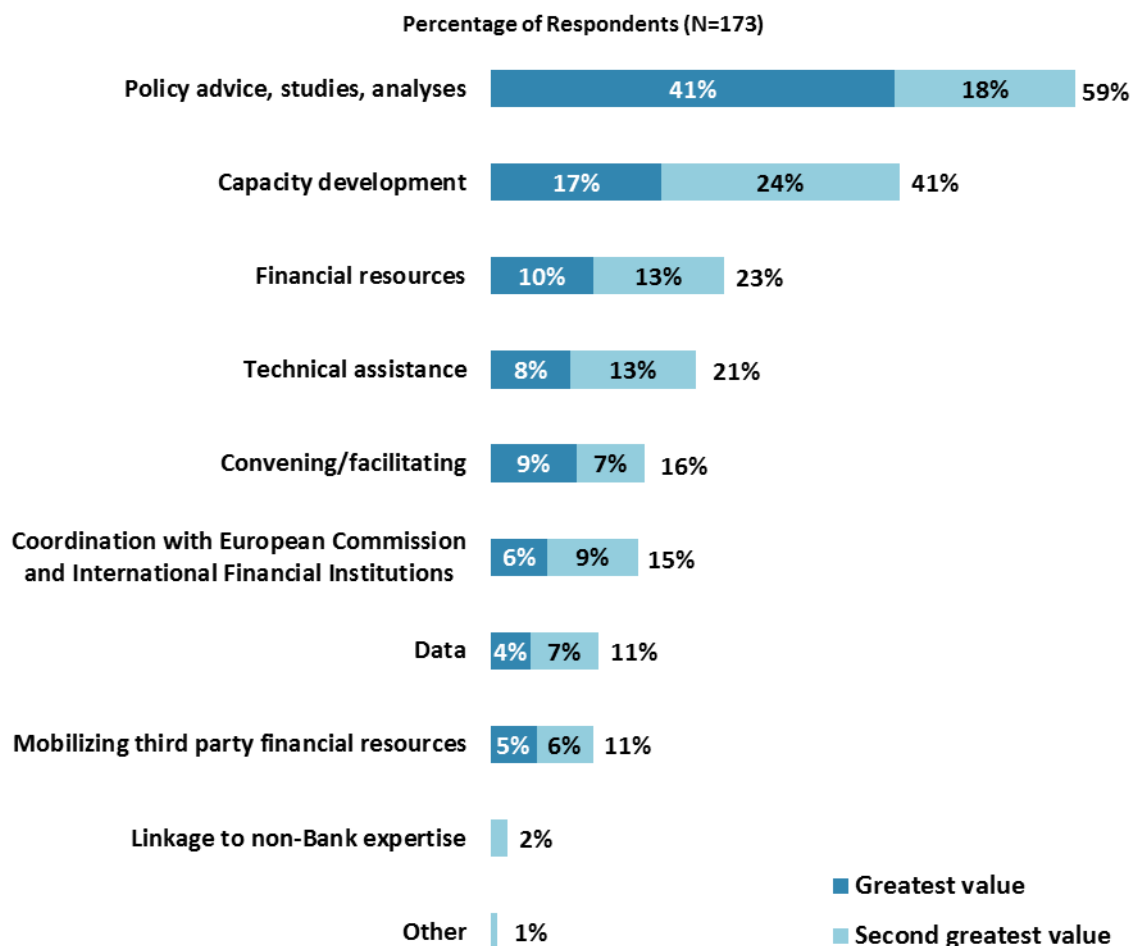 Percentage of Respondents (N=173)
Policy advice, studies, analyses 41% 18% 59%
Capacity development 17% 24% 41%
Financial resources 10% 13% 23%
Technical assistance 8% 13% 21%
Convening/facilitating 9% 7% 16%
Coordination with European Commission
and International Financial Institutions 6% 9% 15%
Data 4% 7% 11%
Mobilizing third party financial resources 5% 6% 11%
Linkage to non-Bank expertise 2%
Other 1%
Greatest value
Second greatest value